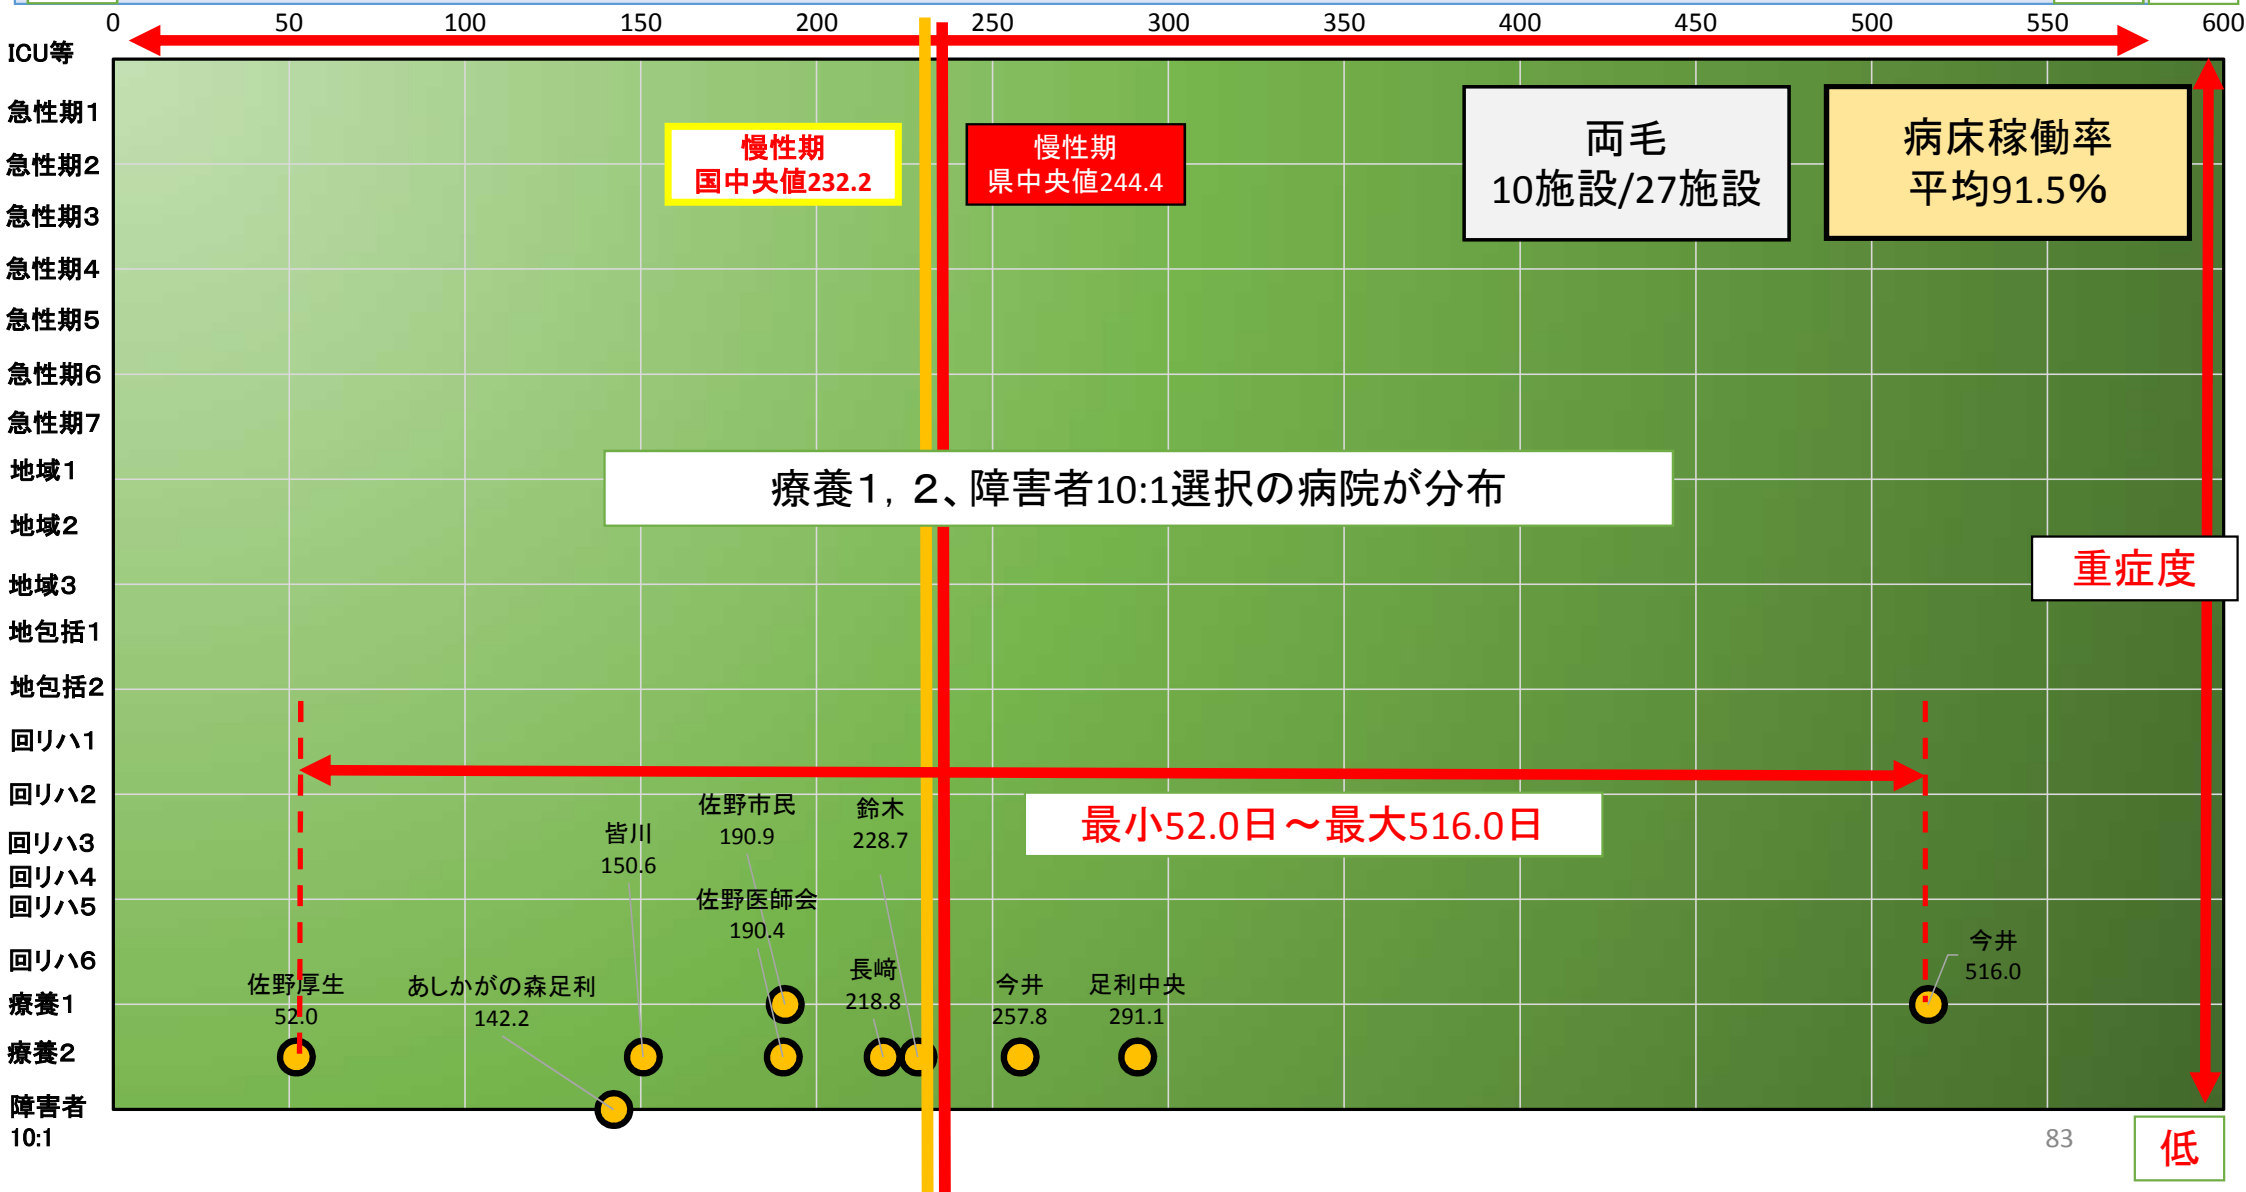 0 50 100 150 200 250 300 350 400 450 500 550 600
ICU等
急性期1
急性期2
急性期3
急性期4
急性期5
急性期6
急性期7
地域1
地域2
地域3
地包括1
地包括2
回リハ1
回リハ2
回リハ3
回リハ4
回リハ5
回リハ6
療養1
療養2
障害者
10:1
慢性期
国中央値232.2
慢性期
県中央値244.4
両毛
10施設/27施設
病床稼働率
平均91.5%
療養1，2、障害者10:1選択の病院が分布
重症度
最小52.0日～最大516.0日
佐野厚生
52.0
あしかがの森足利
142.2
皆川
150.6
佐野市民
190.9
佐野医師会
190.4
鈴木
228.7
長﨑
218.8
今井
257.8
足利中央
291.1
今井
516.0
83
低